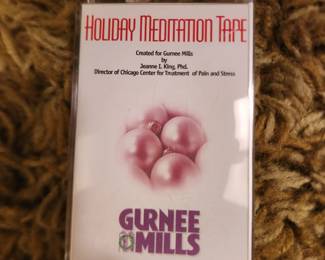 HOLIDAY MEDITATION TAPE
Created for Gurnee Mills
by
Jeanne I. King, Phd.
Director of Chicago Center for Treatment of Pain and Stress
GURNEE
MILLS